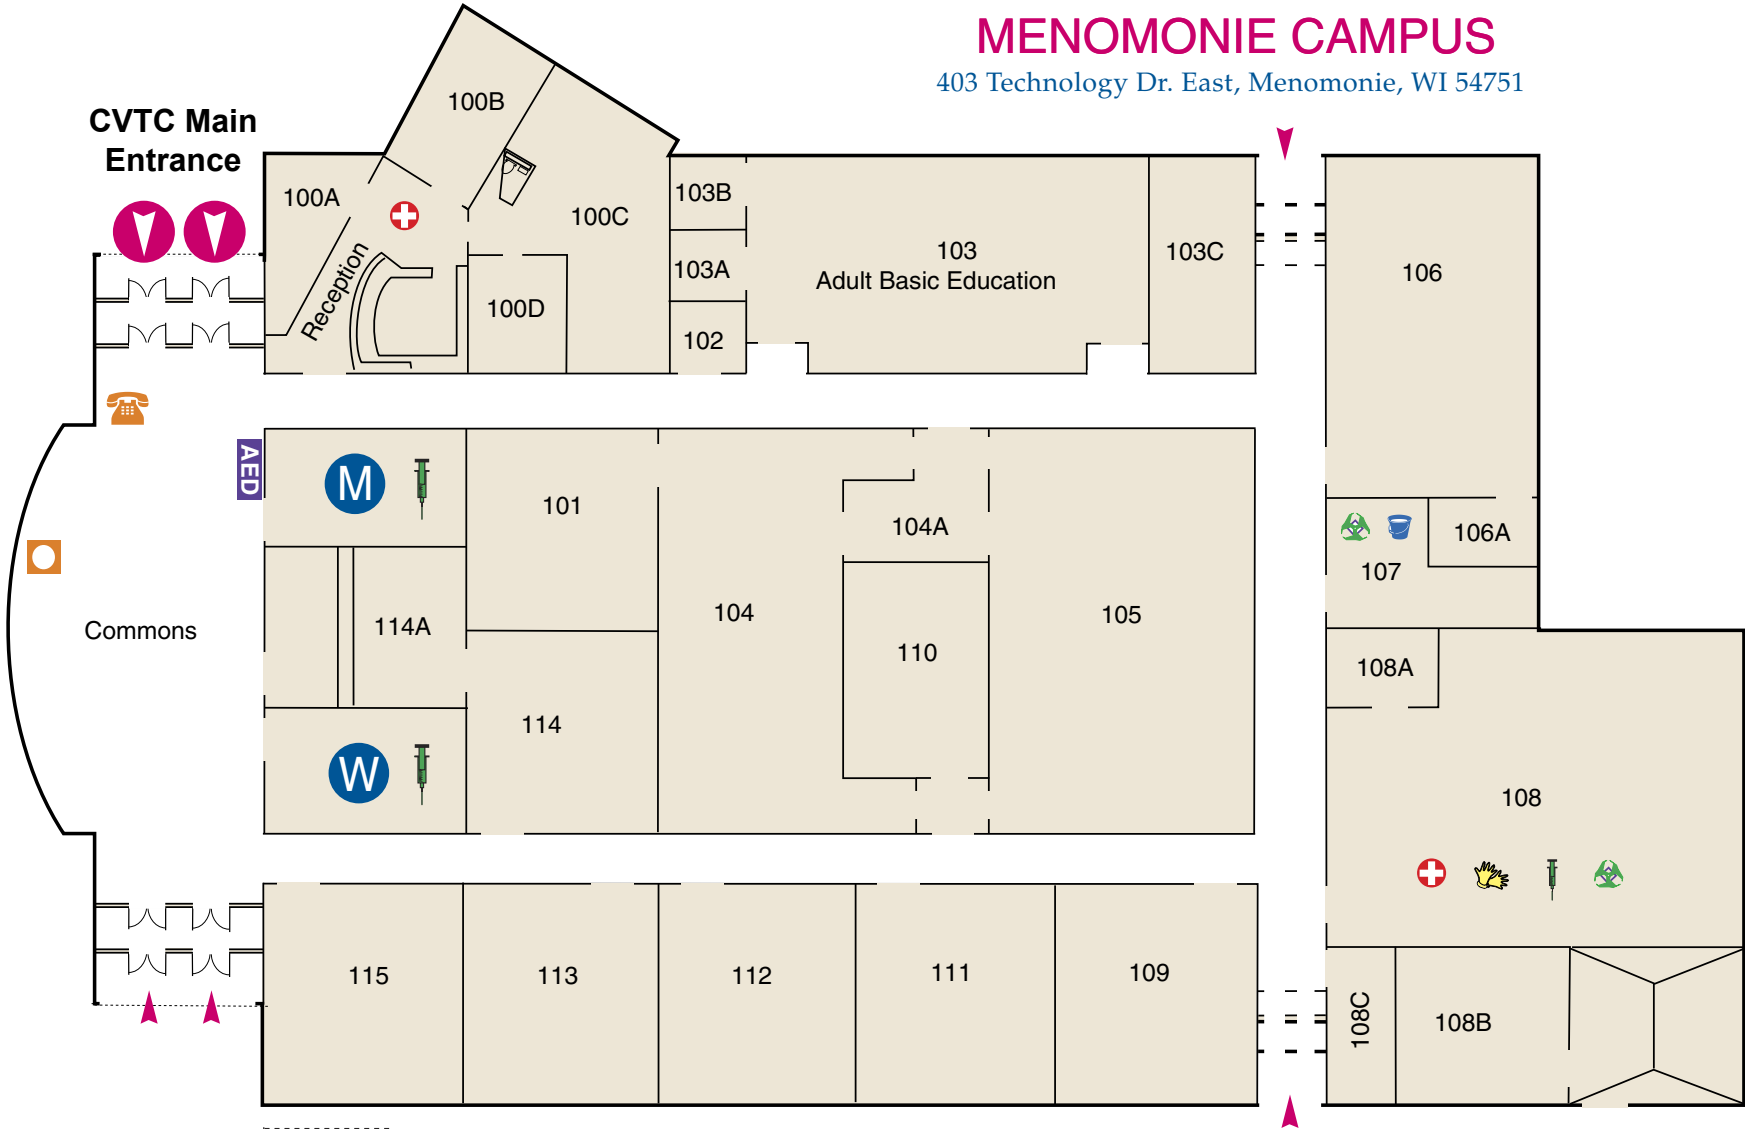 MENOMONIE CAMPUS
403 Technology Dr. East, Menomonie, WI 54751
CVTC Main
Entrance
100A
100B
100C
100D
Reception
103B
103A
102
103
Adult Basic Education
103C
106
AED
M
101
104
104A
105
110
106A
107
Commons
114A
114
W
108A
108
115
113
112
111
109
108C
108B